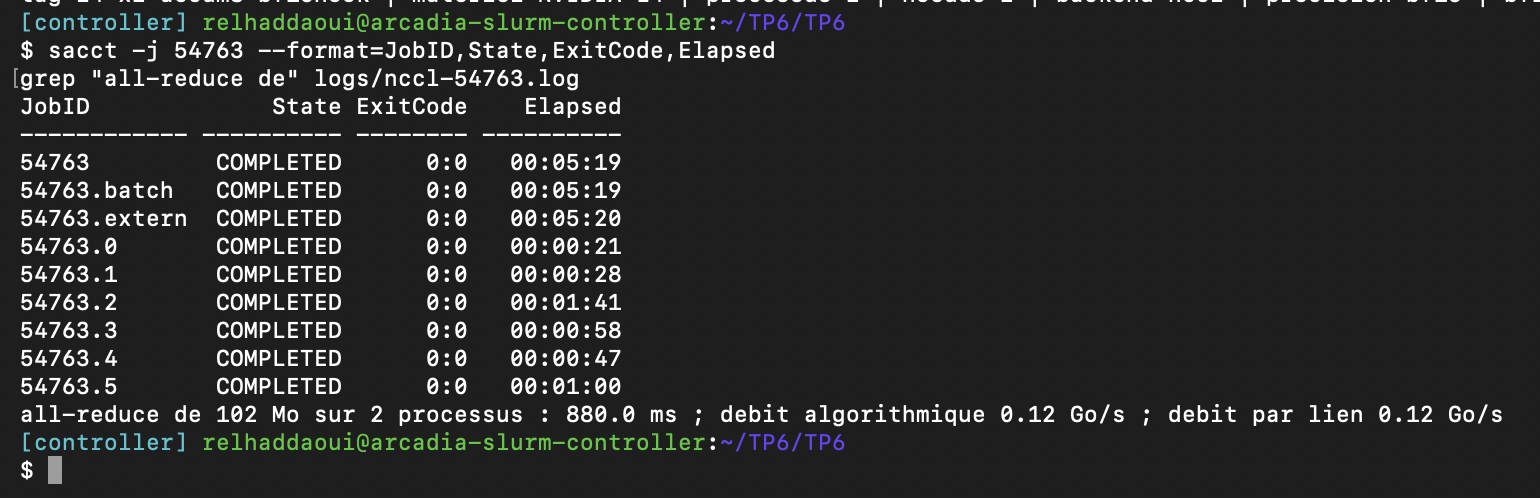 [controller] relhaddaoui@arcadia-slurm-controller:~/TP6/TP6
$ sacct -j 54763 --format=JobID,State,ExitCode,Elapsed
[grep "all-reduce de" logs/nccl-54763.log
JobID             State ExitCode    Elapsed
------------ ---------- -------- ----------
54763         COMPLETED      0:0   00:05:19
54763.batch   COMPLETED      0:0   00:05:19
54763.extern  COMPLETED      0:0   00:05:20
54763.0       COMPLETED      0:0   00:00:21
54763.1       COMPLETED      0:0   00:00:28
54763.2       COMPLETED      0:0   00:01:41
54763.3       COMPLETED      0:0   00:00:58
54763.4       COMPLETED      0:0   00:00:47
54763.5       COMPLETED      0:0   00:01:00
all-reduce de 102 Mo sur 2 processus : 880.0 ms ; debit algorithmique 0.12 Go/s ; debit par lien 0.12 Go/s
[controller] relhaddaoui@arcadia-slurm-controller:~/TP6/TP6
$